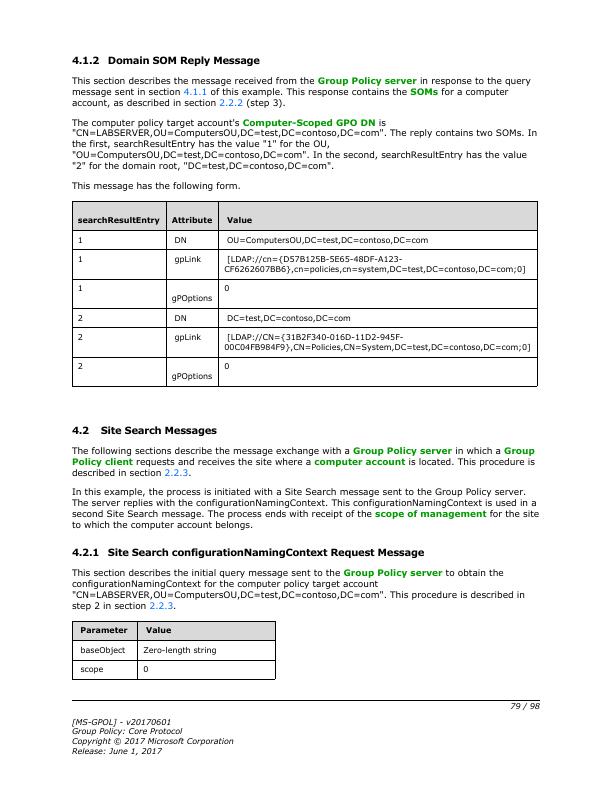 4.1.2 Domain SOM Reply Message
This section describes the message received from the Group Policy server in response to the query
message sent in section 4.1.1 of this example. This response contains the SOMs for a computer
account, as described in section 2.2.2 (step 3).
The computer policy target account's Computer-Scoped GPO DN is
"CN=LABSERVER,OU=ComputersOU,DC=test,DC=contoso,DC=com". The reply contains two SOMs. In
the first, searchResultEntry has the value "1" for the OU,
"OU=ComputersOU,DC=test,DC=contoso,DC=com". In the second, searchResultEntry has the value
"2" for the domain root, "DC=test,DC=contoso,DC=com".
This message has the following form.
searchResultEntry Attribute Value
1 DN OU=ComputersOU,DC=test,DC=contoso,DC=com
1 gpLink [LDAP://cn={D57B125B-5E65-48DF-A123-
CF6262607BB6},cn=policies,cn=system,DC=test,DC=contoso,DC=com;0]
1 0
gPOptions
2 DN DC=test,DC=contoso,DC=com
2 gpLink [LDAP://CN={31B2F340-016D-11D2-945F-
00C04FB984F9},CN=Policies,CN=System,DC=test,DC=contoso,DC=com;0]
2 0
gPOptions
4.2 Site Search Messages
The following sections describe the message exchange with a Group Policy server in which a Group
Policy client requests and receives the site where a computer account is located. This procedure is
described in section 2.2.3.
In this example, the process is initiated with a Site Search message sent to the Group Policy server.
The server replies with the configurationNamingContext. This configurationNamingContext is used in a
second Site Search message. The process ends with receipt of the scope of management for the site
to which the computer account belongs.
4.2.1 Site Search configurationNamingContext Request Message
This section describes the initial query message sent to the Group Policy server to obtain the
configurationNamingContext for the computer policy target account
"CN=LABSERVER,OU=ComputersOU,DC=test,DC=contoso,DC=com". This procedure is described in
step 2 in section 2.2.3.
Parameter Value
baseObject Zero-length string
scope 0
79 / 98
[MS-GPOL] - v20170601
Group Policy: Core Protocol
Copyright © 2017 Microsoft Corporation
Release: June 1, 2017